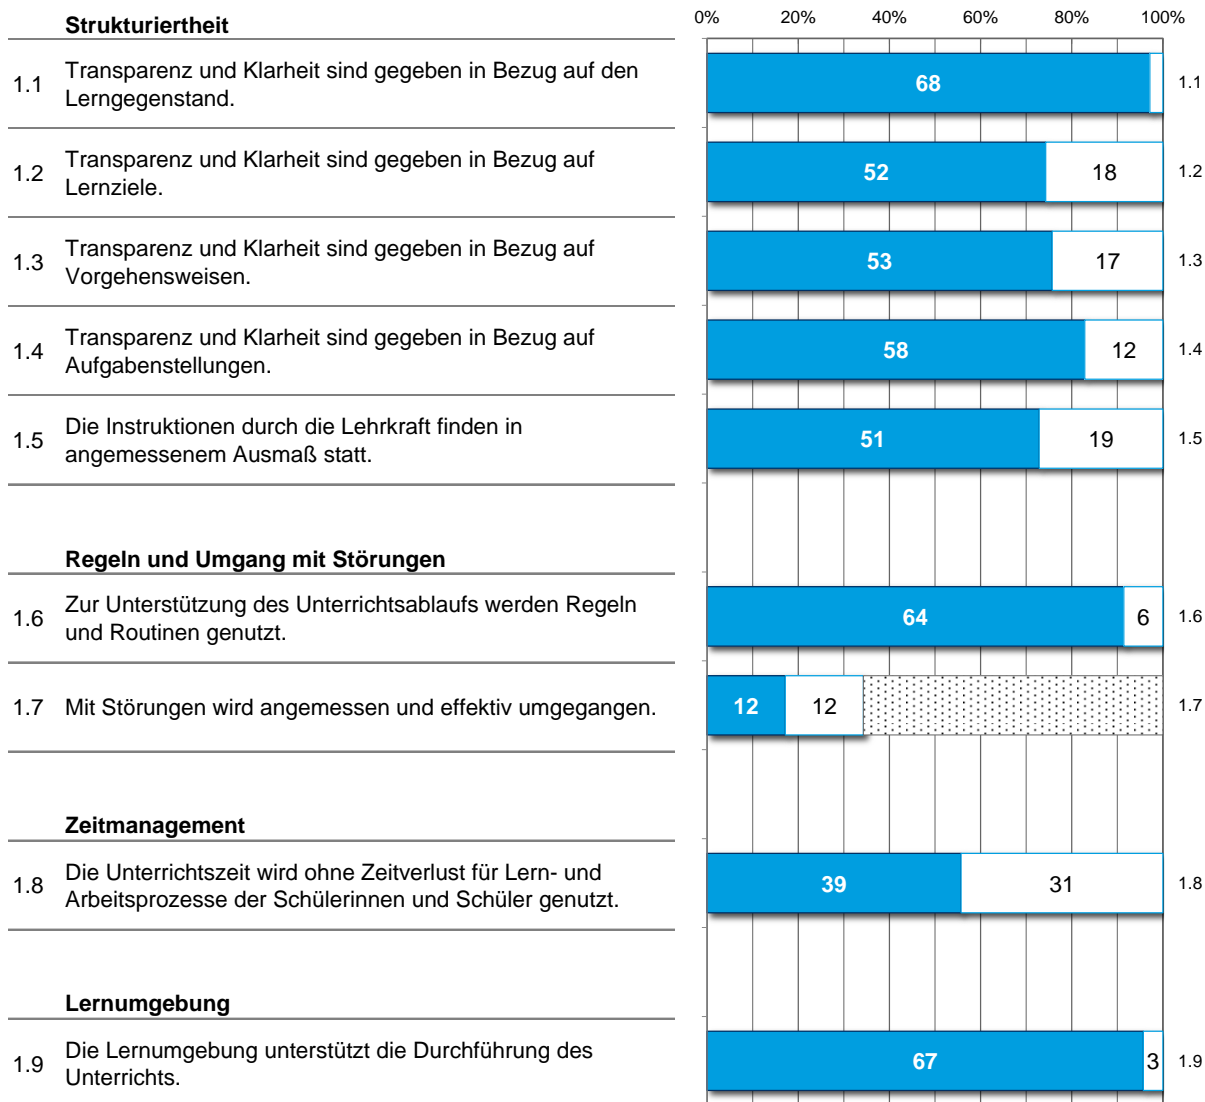 0% 20% 40% 60% 80% 100%
Strukturiertheit
1.1 Transparenz und Klarheit sind gegeben in Bezug auf den
Lerngegenstand.
68 1.1
1.2 Transparenz und Klarheit sind gegeben in Bezug auf
Lernziele.
52 18 1.2
1.3 Transparenz und Klarheit sind gegeben in Bezug auf
Vorgehensweisen.
53 17 1.3
1.4 Transparenz und Klarheit sind gegeben in Bezug auf
Aufgabenstellungen.
58 12 1.4
1.5 Die Instruktionen durch die Lehrkraft finden in
angemessenem Ausmaß statt.
51 19 1.5
Regeln und Umgang mit Störungen
1.6 Zur Unterstützung des Unterrichtsablaufs werden Regeln
und Routinen genutzt.
64 6 1.6
1.7 Mit Störungen wird angemessen und effektiv umgegangen.
12 12 1.7
Zeitmanagement
1.8 Die Unterrichtszeit wird ohne Zeitverlust für Lern- und
Arbeitsprozesse der Schülerinnen und Schüler genutzt.
39 31 1.8
Lernumgebung
1.9 Die Lernumgebung unterstützt die Durchführung des
Unterrichts.
67 3 1.9